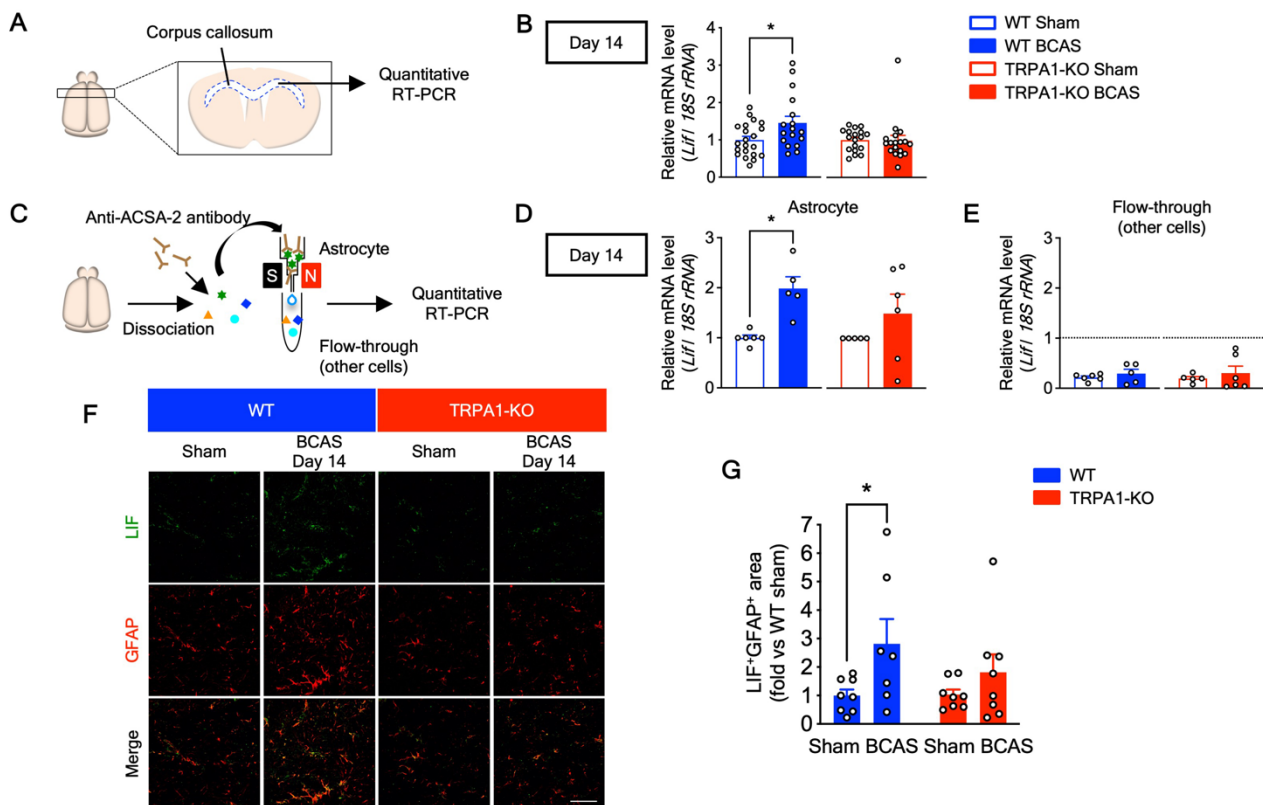 A
Corpus callosum
Quantitative
RT-PCR
B
Day 14
Relative mRNA level
(Lif / 18S rRNA)
4
3
2
1
0
*
WT Sham
WT BCAS
TRPA1-KO Sham
TRPA1-KO BCAS
C
Anti-ACSA-2 antibody
Dissociation
S
N
Astrocyte
Flow-through
(other cells)
Quantitative
RT-PCR
D
Day 14
Astrocyte
Relative mRNA level
(Lif / 18S rRNA)
3
2
1
0
*
E
Flow-through
(other cells)
Relative mRNA level
(Lif / 18S rRNA)
3
2
1
0
F
WT
TRPA1-KO
Sham
BCAS
Day 14
Sham
BCAS
Day 14
LIF
GFAP
Merge
G
WT
TRPA1-KO
LIF⁺GFAP⁺ area
(fold vs WT sham)
7
6
5
4
3
2
1
0
*
Sham BCAS Sham BCAS